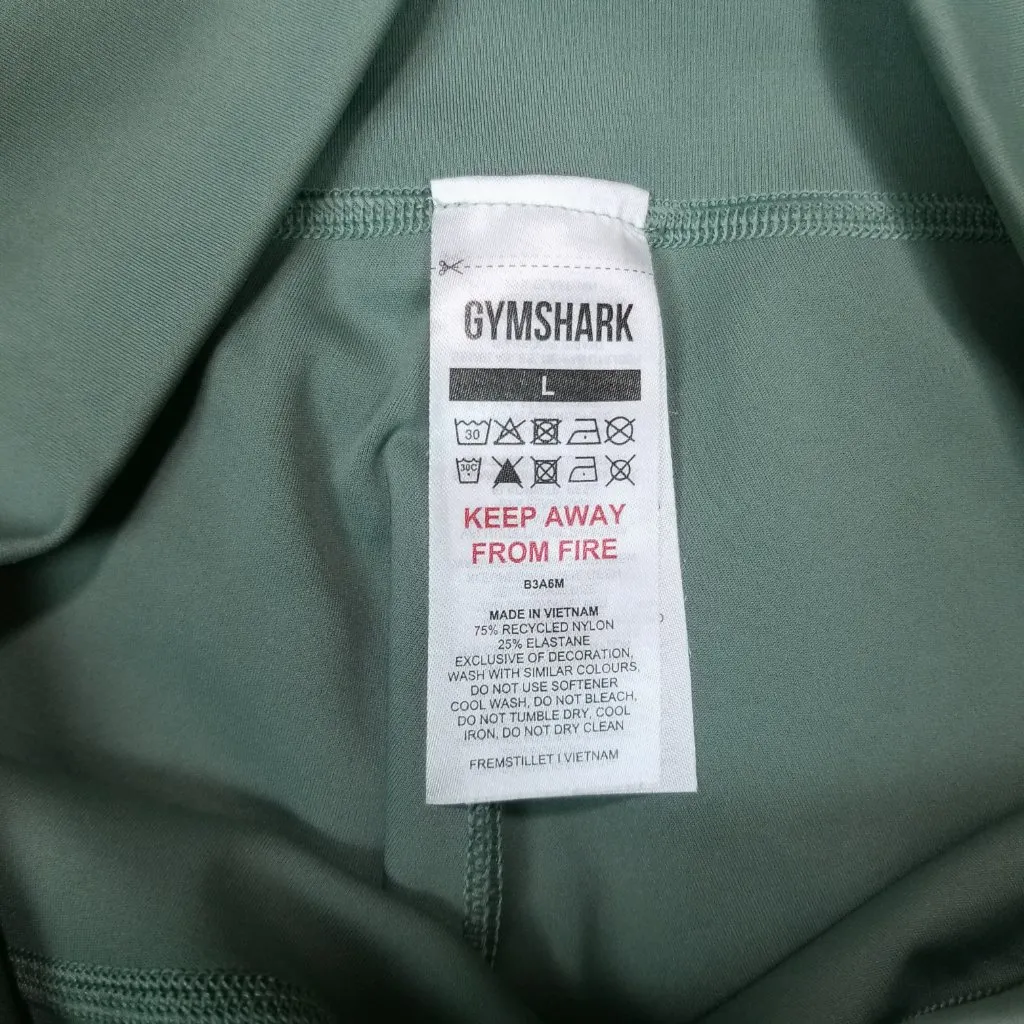 GYMSHARK
L
30
30C
KEEP AWAY
FROM FIRE
B3A6M
MADE IN VIETNAM
75% RECYCLED NYLON
25% ELASTANE
EXCLUSIVE OF DECORATION,
WASH WITH SIMILAR COLOURS,
DO NOT USE SOFTENER
COOL WASH, DO NOT BLEACH,
DO NOT TUMBLE DRY, COOL
IRON, DO NOT DRY CLEAN
FREMSTILLET I VIETNAM